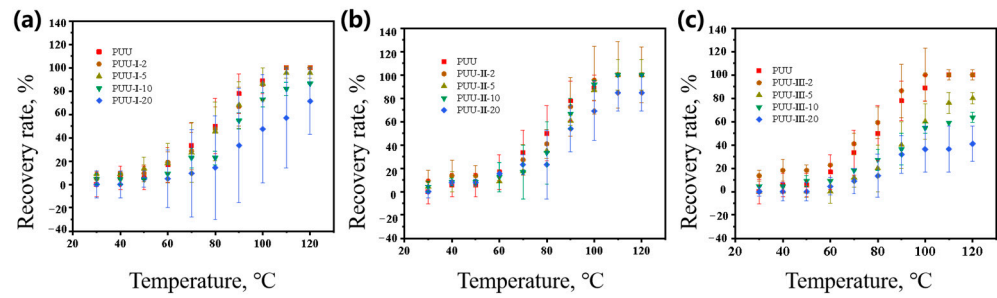 (a)
140
120
100
80
60
40
20
0
−20
−40
20
40
60
80
100
120
Recovery rate, %
Temperature, °C
PUU
PUU-I-2
PUU-I-5
PUU-I-10
PUU-I-20
(b)
140
120
100
80
60
40
20
0
−20
−40
20
40
60
80
100
120
140
Recovery rate, %
Temperature, °C
PUU
PUU-II-2
PUU-II-5
PUU-II-10
PUU-II-20
(c)
140
120
100
80
60
40
20
0
−20
−40
20
40
60
80
100
120
Recovery rate, %
Temperature, °C
PUU
PUU-III-2
PUU-III-5
PUU-III-10
PUU-III-20